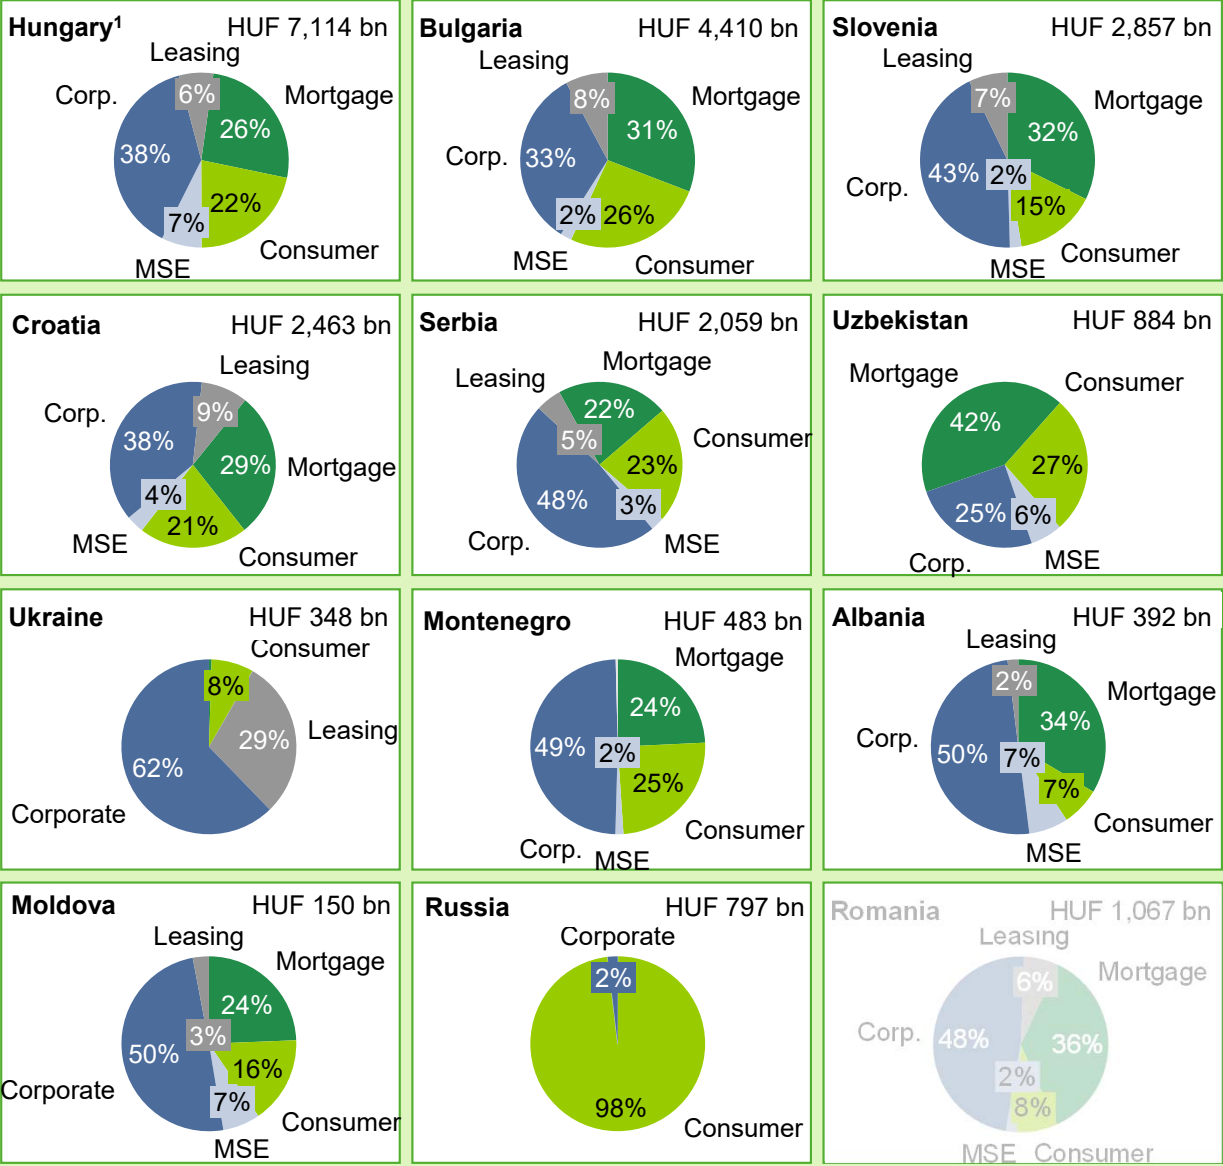 Hungary¹ HUF 7,114 bn
Leasing
Corp.
6%
Mortgage
26%
38%
22%
7%
Consumer
MSE
Bulgaria HUF 4,410 bn
Leasing
8%
Mortgage
31%
Corp.
33%
2%
26%
MSE
Consumer
Slovenia HUF 2,857 bn
Leasing
7%
Mortgage
32%
43%
2%
Corp.
15%
Consumer
MSE
Croatia HUF 2,463 bn
Leasing
9%
Corp.
38%
29%
Mortgage
4%
21%
MSE
Consumer
Serbia HUF 2,059 bn
Mortgage
Leasing
22%
5%
Consumer
23%
48%
3%
Corp.
MSE
Uzbekistan HUF 884 bn
Mortgage
Consumer
42%
27%
25%
6%
Corp.
MSE
Ukraine HUF 348 bn
Consumer
8%
Leasing
29%
62%
Corporate
Montenegro HUF 483 bn
Mortgage
24%
49%
2%
25%
Consumer
Corp.
MSE
Albania HUF 392 bn
Leasing
2%
Mortgage
34%
Corp.
50%
7%
7%
Consumer
MSE
Moldova HUF 150 bn
Leasing
Mortgage
24%
3%
50%
16%
Corporate
7%
Consumer
MSE
Russia HUF 797 bn
Corporate
2%
98%
Consumer
Romania HUF 1,067 bn
Leasing
Mortgage
6%
Corp.
48%
36%
2%
8%
MSE
Consumer